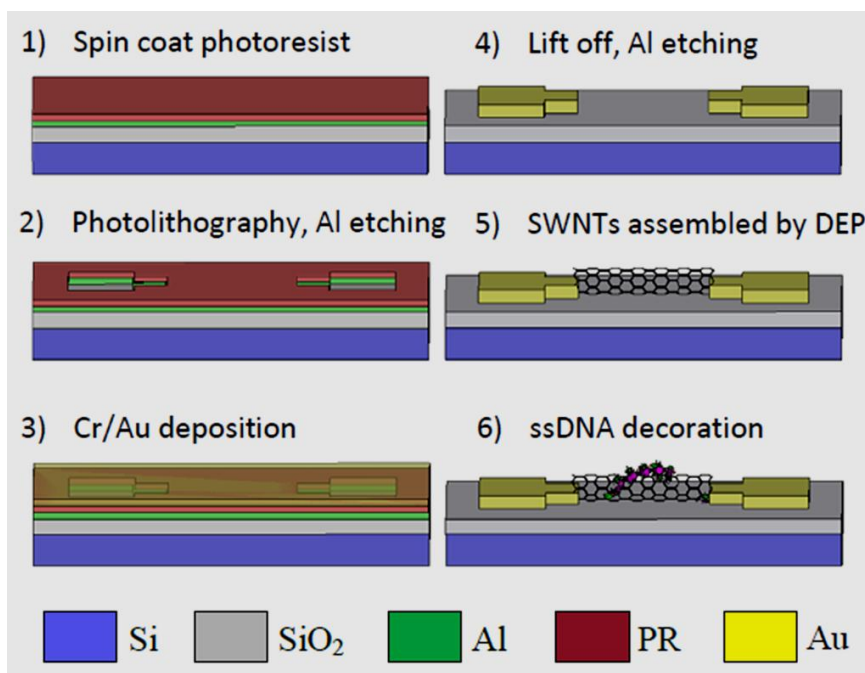 1) Spin coat photoresist
2) Photolithography, Al etching
3) Cr/Au deposition
4) Lift off, Al etching
5) SWNTs assembled by DEP
6) ssDNA decoration
Si
SiO₂
Al
PR
Au